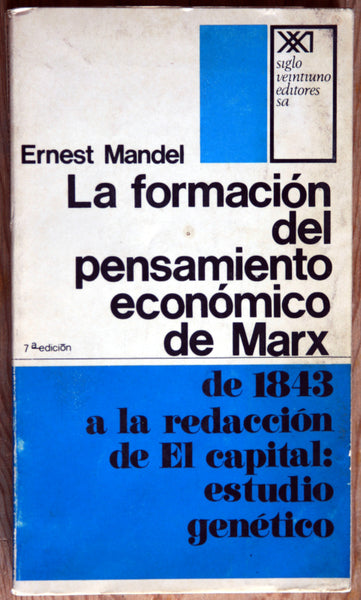 XXI
siglo
veintiuno
editores
sa
Ernest Mandel
La formación
del
pensamiento
económico
de Marx
7ª edición
de 1843
a la redacción
de El capital:
estudio
genético